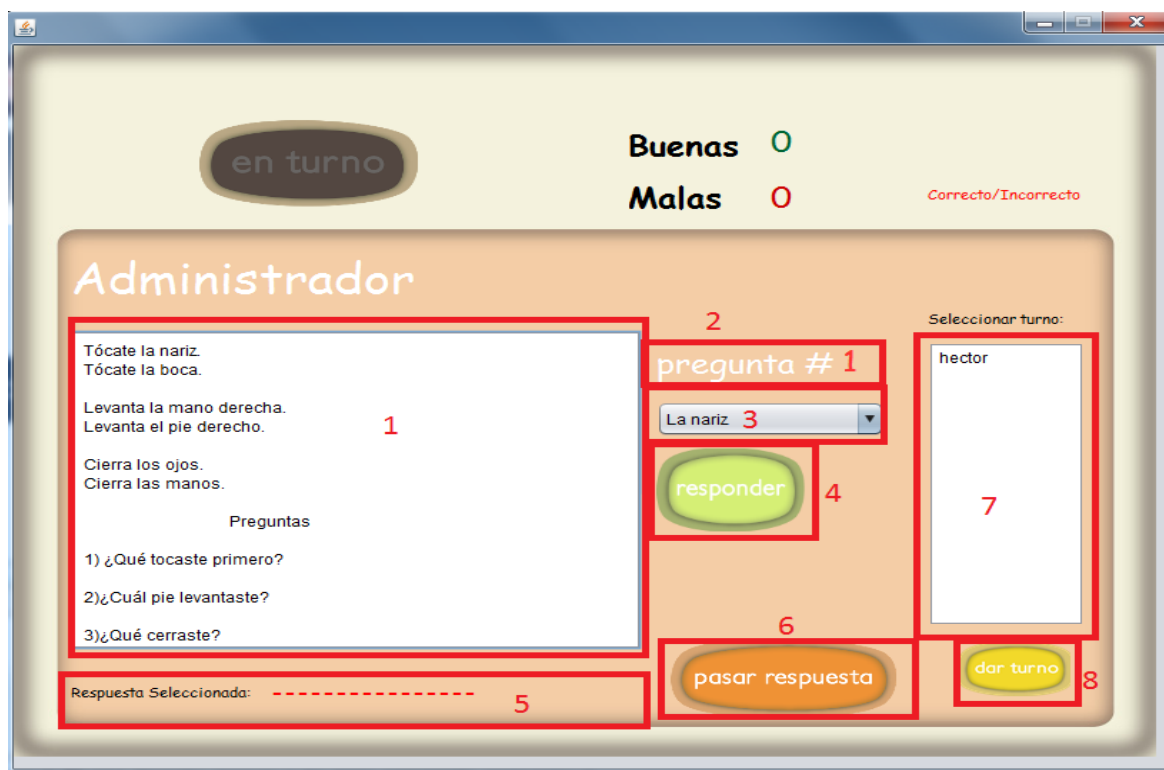 en turno
Buenas 0
Malas 0
Correcto/Incorrecto
Administrador
Seleccionar turno:
Tócate la nariz.
Tócate la boca.
Levanta la mano derecha.
Levanta el pie derecho.
1
Cierra los ojos.
Cierra las manos.
Preguntas
1) ¿Qué tocaste primero?
2)¿Cuál pie levantaste?
3)¿Qué cerraste?
2
pregunta # 1
La nariz 3
responder
4
hector
7
6
pasar respuesta
dar turno
8
Respuesta Seleccionada: ----------------
5